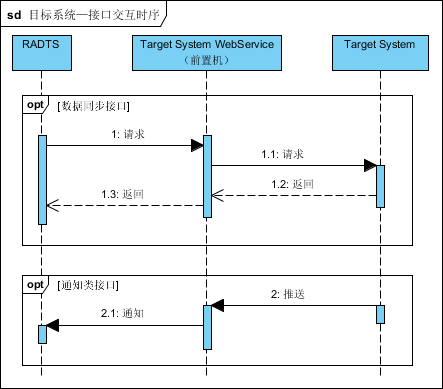 sd 目标系统—接口交互时序
RADTS
Target System WebService
（前置机）
Target System
opt [数据同步接口]
1: 请求
1.1: 请求
1.2: 返回
1.3: 返回
opt [通知类接口]
2: 推送
2.1: 通知